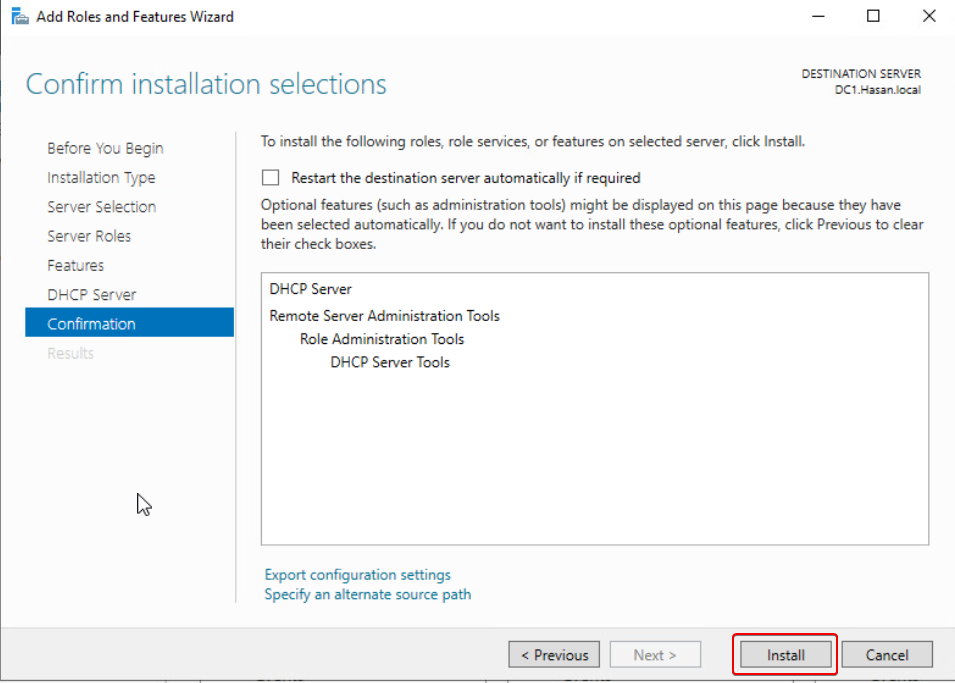 Add Roles and Features Wizard
Confirm installation selections
DESTINATION SERVER
DC1.Hasan.local
Before You Begin
Installation Type
Server Selection
Server Roles
Features
DHCP Server
Confirmation
Results
To install the following roles, role services, or features on selected server, click Install.
Restart the destination server automatically if required
Optional features (such as administration tools) might be displayed on this page because they have
been selected automatically. If you do not want to install these optional features, click Previous to clear
their check boxes.
DHCP Server
Remote Server Administration Tools
Role Administration Tools
DHCP Server Tools
Export configuration settings
Specify an alternate source path
< Previous
Next >
Install
Cancel